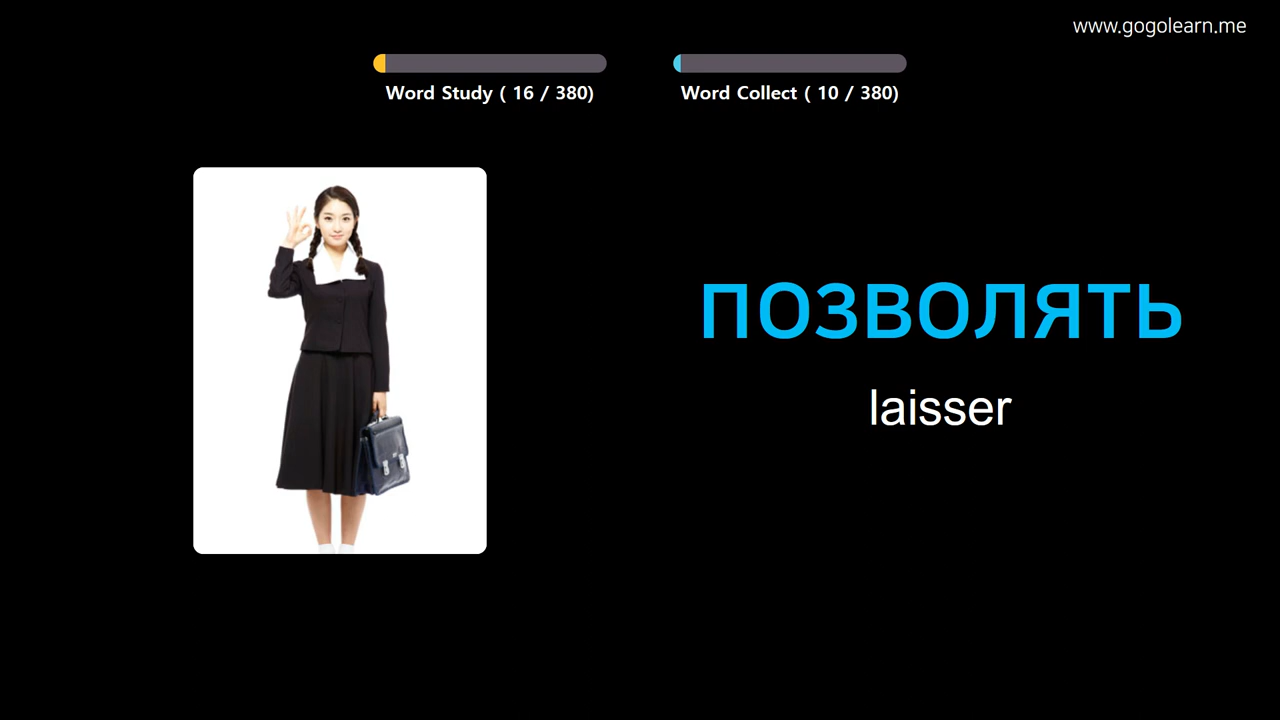 www.gogolearn.me
Word Study ( 16 / 380)
Word Collect ( 10 / 380)
позволять
laisser